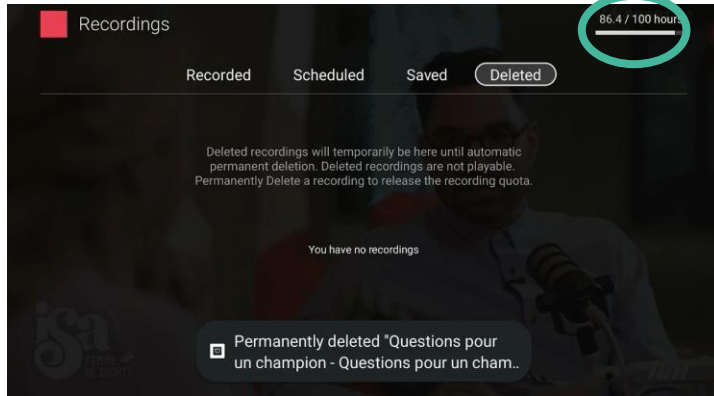 Recordings
86.4 / 100 hours
Recorded Scheduled Saved Deleted
Deleted recordings will temporarily be here until automatic
permanent deletion. Deleted recordings are not playable.
Permanently Delete a recording to release the recording quota.
You have no recordings
isa
FEMME
Permanently deleted "Questions pour
un champion - Questions pour un cham..